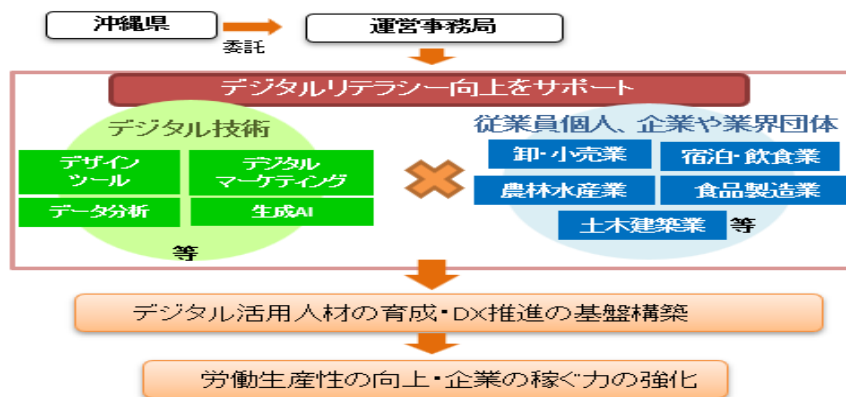 沖縄県
委託
運営事務局
デジタルリテラシー向上をサポート
デジタル技術
デザイン
ツール
デジタル
マーケティング
データ分析
生成AI
等
従業員個人、企業や業界団体
卸・小売業
宿泊・飲食業
農林水産業
食品製造業
土木建築業
等
デジタル活用人材の育成・DX推進の基盤構築
労働生産性の向上・企業の稼ぐ力の強化